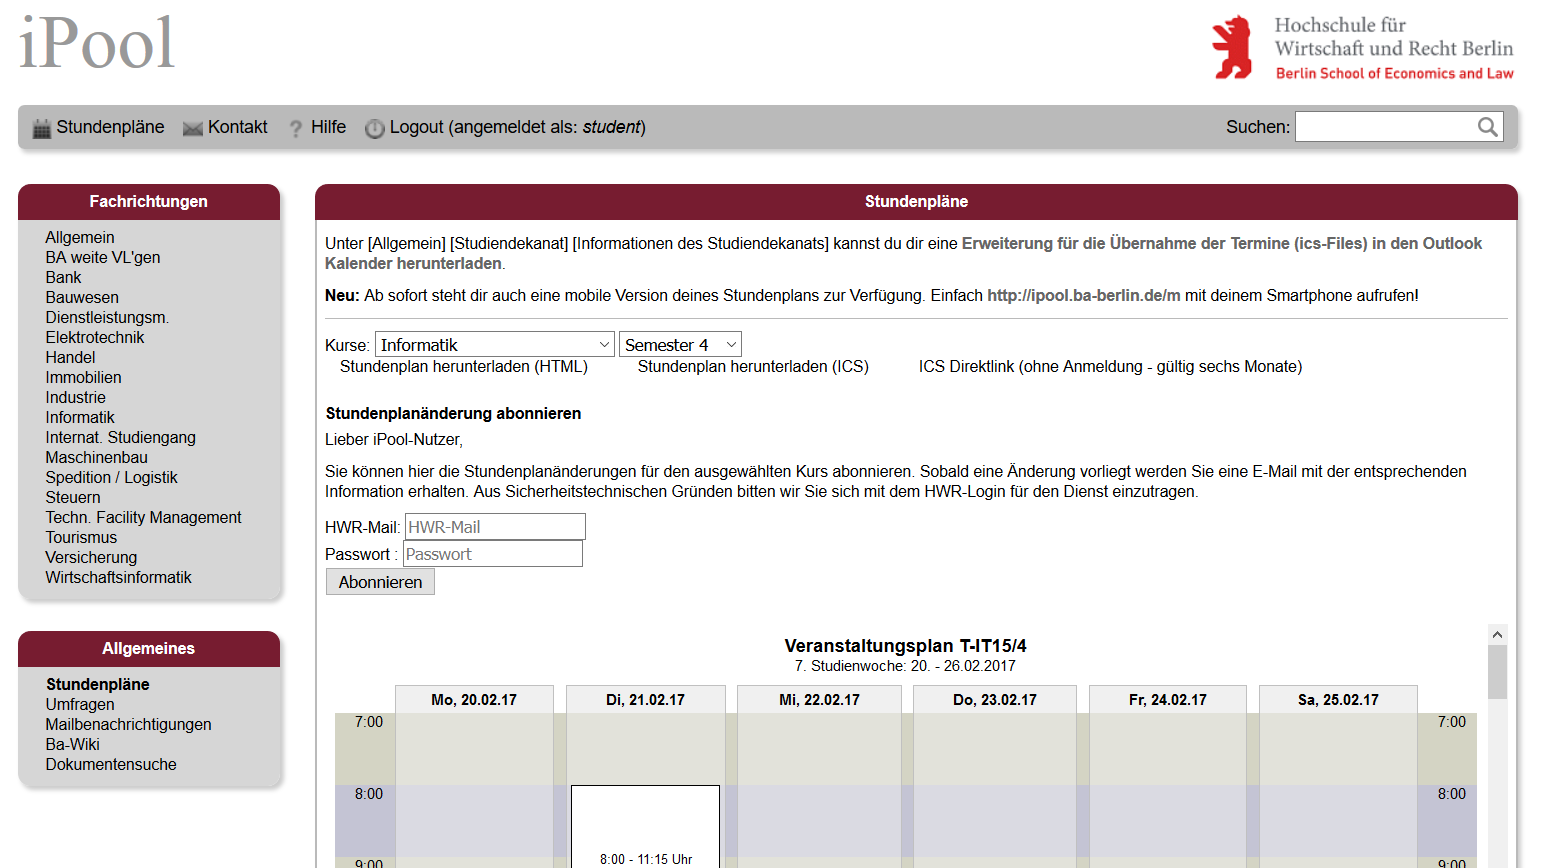 iPool
Hochschule für
Wirtschaft und Recht Berlin
Berlin School of Economics and Law
Stundenpläne Kontakt Hilfe Logout (angemeldet als: student) Suchen:
Fachrichtungen
Allgemein
BA weite VL'gen
Bank
Bauwesen
Dienstleistungsm.
Elektrotechnik
Handel
Immobilien
Industrie
Informatik
Internat. Studiengang
Maschinenbau
Spedition / Logistik
Steuern
Techn. Facility Management
Tourismus
Versicherung
Wirtschaftsinformatik
Allgemeines
Stundenpläne
Umfragen
Mailbenachrichtigungen
Ba-Wiki
Dokumentensuche
Stundenpläne
Unter [Allgemein] [Studiendekanat] [Informationen des Studiendekanats] kannst du dir eine Erweiterung für die Übernahme der Termine (ics-Files) in den Outlook
Kalender herunterladen.
Neu: Ab sofort steht dir auch eine mobile Version deines Stundenplans zur Verfügung. Einfach http://ipool.ba-berlin.de/m mit deinem Smartphone aufrufen!
Kurse: Informatik Semester 4
Stundenplan herunterladen (HTML) Stundenplan herunterladen (ICS) ICS Direktlink (ohne Anmeldung - gültig sechs Monate)
Stundenplanänderung abonnieren
Lieber iPool-Nutzer,
Sie können hier die Stundenplanänderungen für den ausgewählten Kurs abonnieren. Sobald eine Änderung vorliegt werden Sie eine E-Mail mit der entsprechenden
Information erhalten. Aus Sicherheitstechnischen Gründen bitten wir Sie sich mit dem HWR-Login für den Dienst einzutragen.
HWR-Mail: HWR-Mail
Passwort : Passwort
Abonnieren
Veranstaltungsplan T-IT15/4
7. Studienwoche: 20. - 26.02.2017
Mo, 20.02.17 Di, 21.02.17 Mi, 22.02.17 Do, 23.02.17 Fr, 24.02.17 Sa, 25.02.17
7:00 7:00
8:00 8:00
8:00 - 11:15 Uhr
9:00 9:00